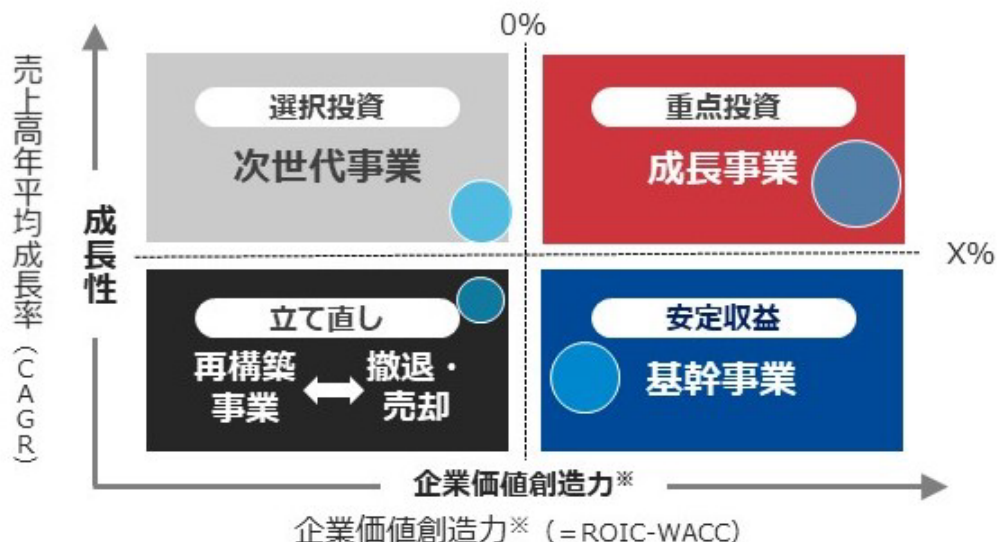 0%
売上高年平均成長率（CAGR）
成長性
選択投資
次世代事業
重点投資
成長事業
X%
立て直し
再構築
事業
撤退・
売却
安定収益
基幹事業
企業価値創造力※
企業価値創造力※（=ROIC-WACC）